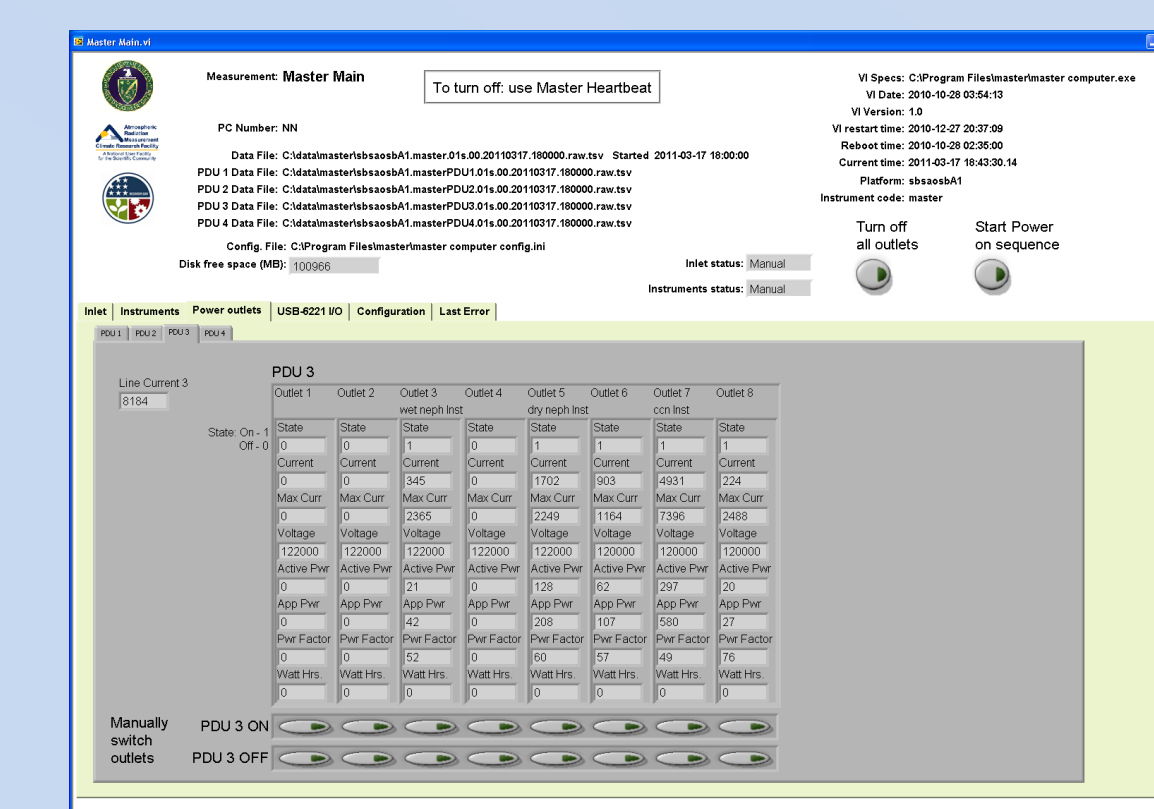 Master Main.vi
Measurement: Master Main
To turn off: use Master Heartbeat
VI Specs: C:\Program Files\master\master computer.exe
VI Date: 2010-10-28 03:54:13
VI Version: 1.0
Atmospheric
Radiation
Measurement
Climate Research Facility
A National User Facility
for the Scientific Community
PC Number: NN
VI restart time: 2010-12-27 20:37:09
Reboot time: 2010-10-28 02:35:00
Data File: C:\data\master\sbsaosbA1.master.01s.00.20110317.180000.raw.tsv Started 2011-03-17 18:00:00
Current time: 2011-03-17 18:43:30.14
PDU 1 Data File: C:\data\master\sbsaosbA1.masterPDU1.01s.00.20110317.180000.raw.tsv
Platform: sbsaosbA1
PDU 2 Data File: C:\data\master\sbsaosbA1.masterPDU2.01s.00.20110317.180000.raw.tsv
Instrument code: master
PDU 3 Data File: C:\data\master\sbsaosbA1.masterPDU3.01s.00.20110317.180000.raw.tsv
PDU 4 Data File: C:\data\master\sbsaosbA1.masterPDU4.01s.00.20110317.180000.raw.tsv
Config. File: C:\Program Files\master\master computer config.ini
Disk free space (MB): 100966
Inlet status: Manual
Instruments status: Manual
Turn off
all outlets
Start Power
on sequence
Inlet Instruments Power outlets USB-6221 I/O Configuration Last Error
PDU 1 PDU 2 PDU 3 PDU 4
Line Current 3
8184
PDU 3
Outlet 1 Outlet 2 Outlet 3 Outlet 4 Outlet 5 Outlet 6 Outlet 7 Outlet 8
wet neph Inst dry neph Inst ccn Inst
State: On - 1
Off - 0
State State State State State State State State
0 0 1 0 1 1 1 1
Current Current Current Current Current Current Current Current
0 0 345 0 1702 903 4931 224
Max Curr Max Curr Max Curr Max Curr Max Curr Max Curr Max Curr Max Curr
0 0 2365 0 2249 1164 7396 2488
Voltage Voltage Voltage Voltage Voltage Voltage Voltage Voltage
122000 122000 122000 122000 122000 120000 120000 120000
Active Pwr Active Pwr Active Pwr Active Pwr Active Pwr Active Pwr Active Pwr Active Pwr
0 0 21 0 128 62 297 20
App Pwr App Pwr App Pwr App Pwr App Pwr App Pwr App Pwr App Pwr
0 0 42 0 208 107 580 27
Pwr Factor Pwr Factor Pwr Factor Pwr Factor Pwr Factor Pwr Factor Pwr Factor Pwr Factor
0 0 52 0 60 57 49 76
Watt Hrs. Watt Hrs. Watt Hrs. Watt Hrs. Watt Hrs. Watt Hrs. Watt Hrs. Watt Hrs.
0 0 0 0 0 0 0 0
Manually
switch
outlets
PDU 3 ON
PDU 3 OFF